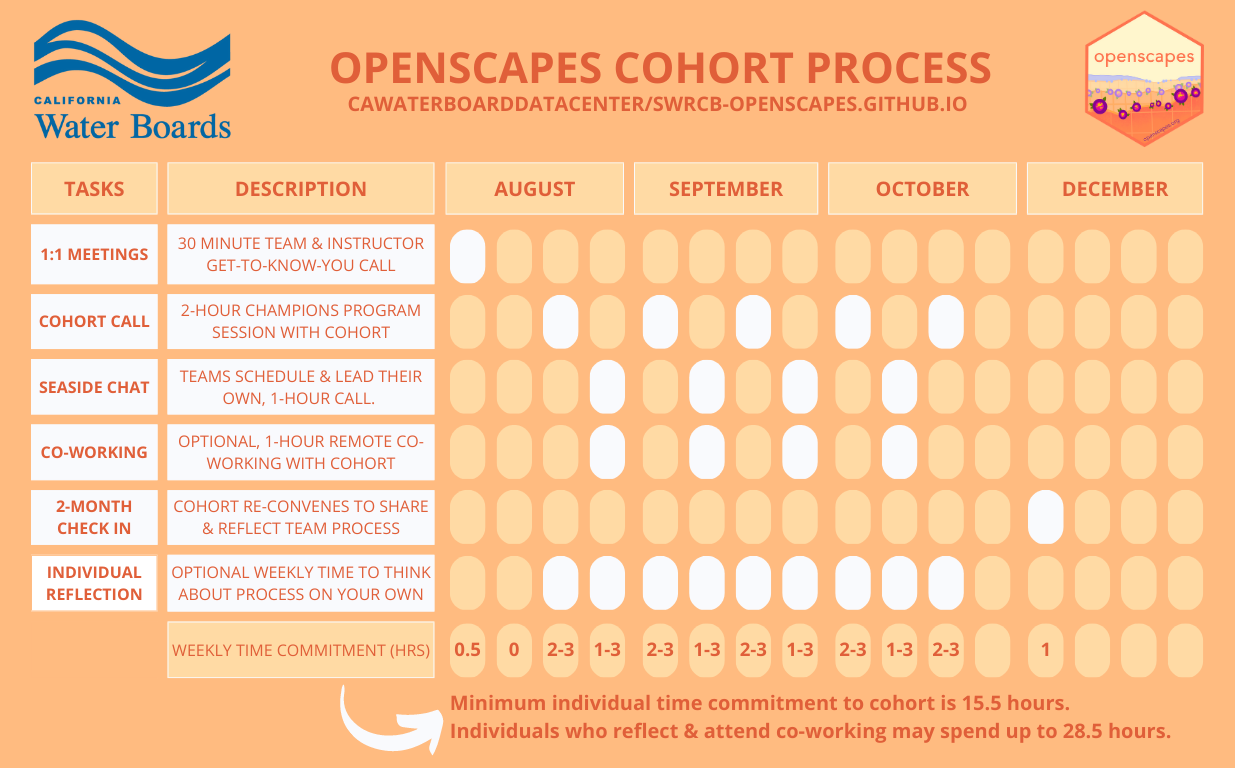 CALIFORNIA
Water Boards
OPENSCAPES COHORT PROCESS
CAWATERBOARDDATACENTER/SWRCB-OPENSCAPES.GITHUB.IO
openscapes
openscapes.org
TASKS
DESCRIPTION
AUGUST
SEPTEMBER
OCTOBER
DECEMBER
1:1 MEETINGS
30 MINUTE TEAM & INSTRUCTOR
GET-TO-KNOW-YOU CALL
COHORT CALL
2-HOUR CHAMPIONS PROGRAM
SESSION WITH COHORT
SEASIDE CHAT
TEAMS SCHEDULE & LEAD THEIR
OWN, 1-HOUR CALL.
CO-WORKING
OPTIONAL, 1-HOUR REMOTE CO-
WORKING WITH COHORT
2-MONTH
CHECK IN
COHORT RE-CONVENES TO SHARE
& REFLECT TEAM PROCESS
INDIVIDUAL
REFLECTION
OPTIONAL WEEKLY TIME TO THINK
ABOUT PROCESS ON YOUR OWN
WEEKLY TIME COMMITMENT (HRS)
0.5
0
2-3
1-3
2-3
1-3
2-3
1-3
2-3
1-3
2-3
1
Minimum individual time commitment to cohort is 15.5 hours.
Individuals who reflect & attend co-working may spend up to 28.5 hours.